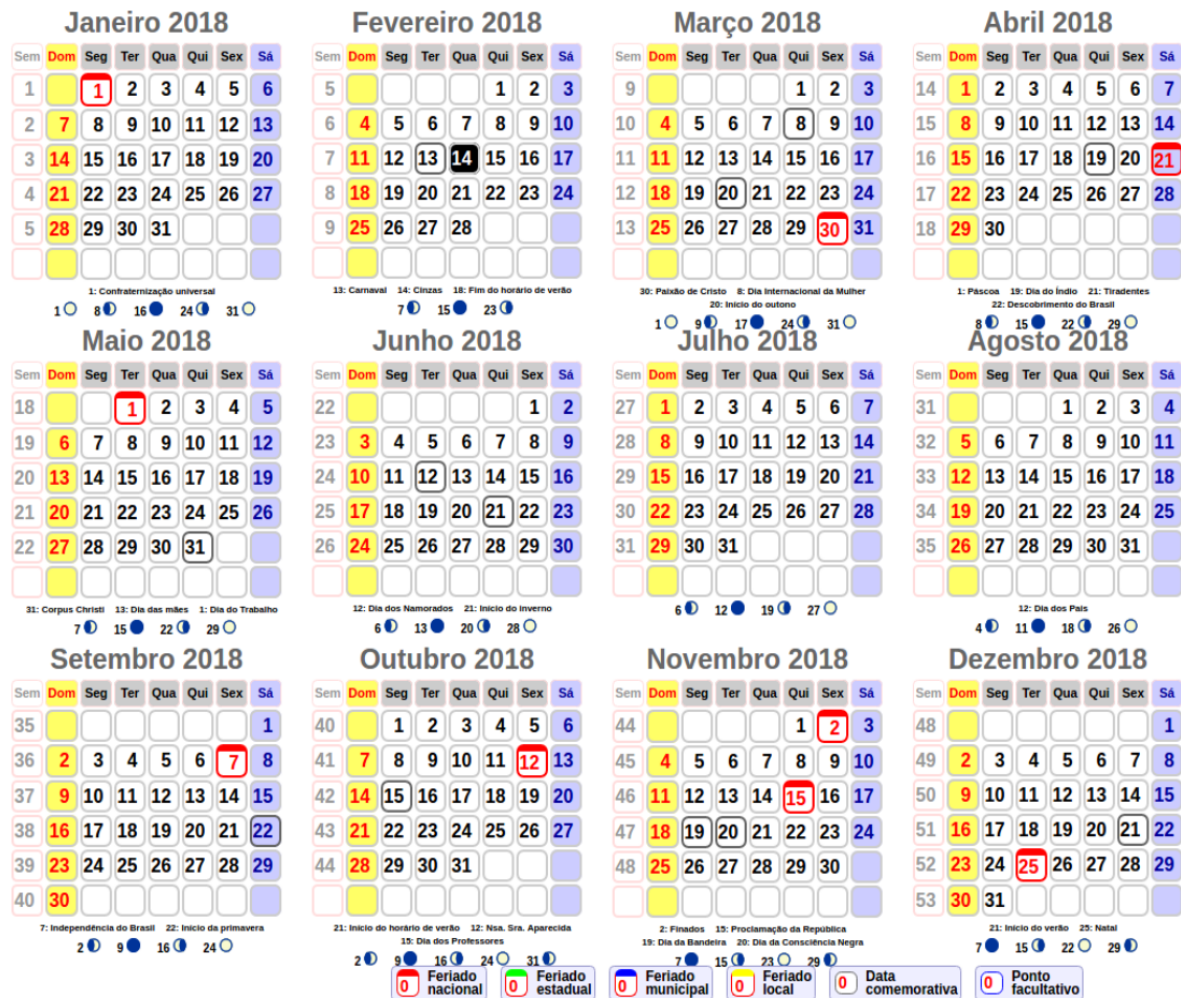 Janeiro 2018
Sem Dom Seg Ter Qua Qui Sex Sá
1 1 2 3 4 5 6
2 7 8 9 10 11 12 13
3 14 15 16 17 18 19 20
4 21 22 23 24 25 26 27
5 28 29 30 31
1: Confraternização universal
1 8 16 24 31
Fevereiro 2018
Sem Dom Seg Ter Qua Qui Sex Sá
5 1 2 3
6 4 5 6 7 8 9 10
7 11 12 13 14 15 16 17
8 18 19 20 21 22 23 24
9 25 26 27 28
13: Carnaval 14: Cinzas 18: Fim do horário de verão
7 15 23
Março 2018
Sem Dom Seg Ter Qua Qui Sex Sá
9 1 2 3
10 4 5 6 7 8 9 10
11 11 12 13 14 15 16 17
12 18 19 20 21 22 23 24
13 25 26 27 28 29 30 31
30: Paixão de Cristo 8: Dia Internacional da Mulher
20: Início do outono
1 9 17 24 31
Abril 2018
Sem Dom Seg Ter Qua Qui Sex Sá
14 1 2 3 4 5 6 7
15 8 9 10 11 12 13 14
16 15 16 17 18 19 20 21
17 22 23 24 25 26 27 28
18 29 30
1: Páscoa 19: Dia do Índio 21: Tiradentes
22: Descobrimento do Brasil
8 15 22 29
Maio 2018
Sem Dom Seg Ter Qua Qui Sex Sá
18 1 2 3 4 5
19 6 7 8 9 10 11 12
20 13 14 15 16 17 18 19
21 20 21 22 23 24 25 26
22 27 28 29 30 31
31: Corpus Christi 13: Dia das mães 1: Dia do Trabalho
7 15 22 29
Junho 2018
Sem Dom Seg Ter Qua Qui Sex Sá
22 1 2
23 3 4 5 6 7 8 9
24 10 11 12 13 14 15 16
25 17 18 19 20 21 22 23
26 24 25 26 27 28 29 30
12: Dia dos Namorados 21: Início do inverno
6 13 20 28
Julho 2018
Sem Dom Seg Ter Qua Qui Sex Sá
27 1 2 3 4 5 6 7
28 8 9 10 11 12 13 14
29 15 16 17 18 19 20 21
30 22 23 24 25 26 27 28
31 29 30 31
6 12 19 27
Agosto 2018
Sem Dom Seg Ter Qua Qui Sex Sá
31 1 2 3 4
32 5 6 7 8 9 10 11
33 12 13 14 15 16 17 18
34 19 20 21 22 23 24 25
35 26 27 28 29 30 31
12: Dia dos Pais
4 11 18 26
Setembro 2018
Sem Dom Seg Ter Qua Qui Sex Sá
35 1
36 2 3 4 5 6 7 8
37 9 10 11 12 13 14 15
38 16 17 18 19 20 21 22
39 23 24 25 26 27 28 29
40 30
7: Independência do Brasil 22: Início da primavera
2 9 16 24
Outubro 2018
Sem Dom Seg Ter Qua Qui Sex Sá
40 1 2 3 4 5 6
41 7 8 9 10 11 12 13
42 14 15 16 17 18 19 20
43 21 22 23 24 25 26 27
44 28 29 30 31
21: Início do horário de verão 12: Nsa. Sra. Aparecida
15: Dia dos Professores
2 9 16 24 31
Novembro 2018
Sem Dom Seg Ter Qua Qui Sex Sá
44 1 2 3
45 4 5 6 7 8 9 10
46 11 12 13 14 15 16 17
47 18 19 20 21 22 23 24
48 25 26 27 28 29 30
2: Finados 15: Proclamação da República
19: Dia da Bandeira 20: Dia da Consciência Negra
7 15 23 29
Dezembro 2018
Sem Dom Seg Ter Qua Qui Sex Sá
48 1
49 2 3 4 5 6 7 8
50 9 10 11 12 13 14 15
51 16 17 18 19 20 21 22
52 23 24 25 26 27 28 29
53 30 31
21: Início do verão 25: Natal
7 15 22 29
0 Feriado nacional
0 Feriado estadual
0 Feriado municipal
0 Feriado local
0 Data comemorativa
0 Ponto facultativo